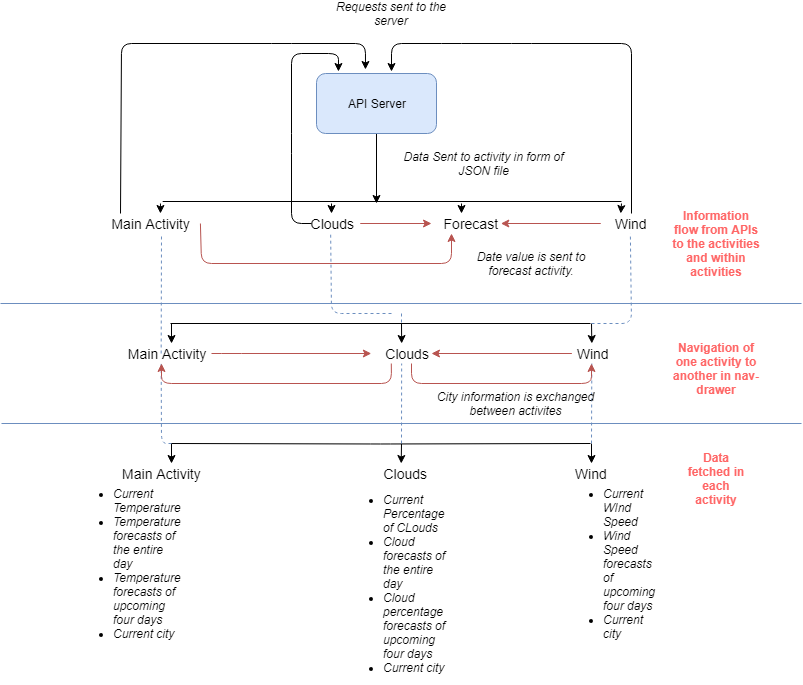 Requests sent to the
server
API Server
Data Sent to activity in form of
JSON file
Main Activity
Clouds
Forecast
Wind
Date value is sent to
forecast activity.
Information
flow from APIs
to the activities
and within
activities
Main Activity
Clouds
Wind
City information is exchanged
between activites
Navigation of
one activity to
another in nav-
drawer
Main Activity
• Current
Temperature
• Temperature
forecasts of
the entire
day
• Temperature
forecasts of
upcoming
four days
• Current city
Clouds
• Current
Percentage
of CLouds
• Cloud
forecasts of
the entire
day
• Cloud
percentage
forecasts of
upcoming
four days
• Current city
Wind
• Current
WInd
Speed
• Wind
Speed
forecasts
of
upcoming
four days
• Current
city
Data
fetched in
each
activity